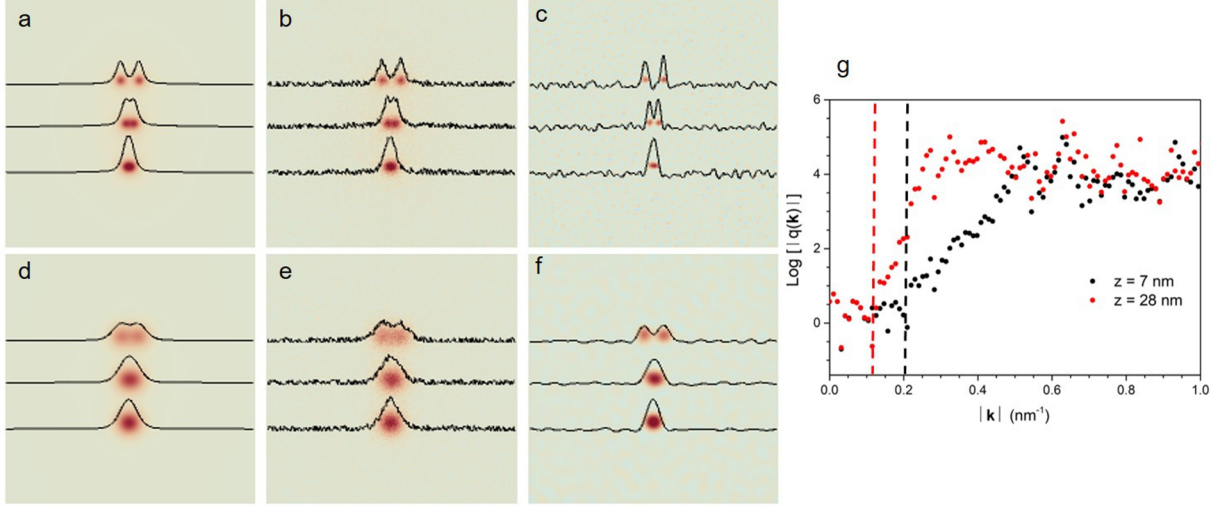 a
b
c
d
e
f
g
6
4
2
0
Log [ | q(k) | ]
z = 7 nm
z = 28 nm
0.0 0.2 0.4 0.6 0.8 1.0
| k | (nm⁻¹)